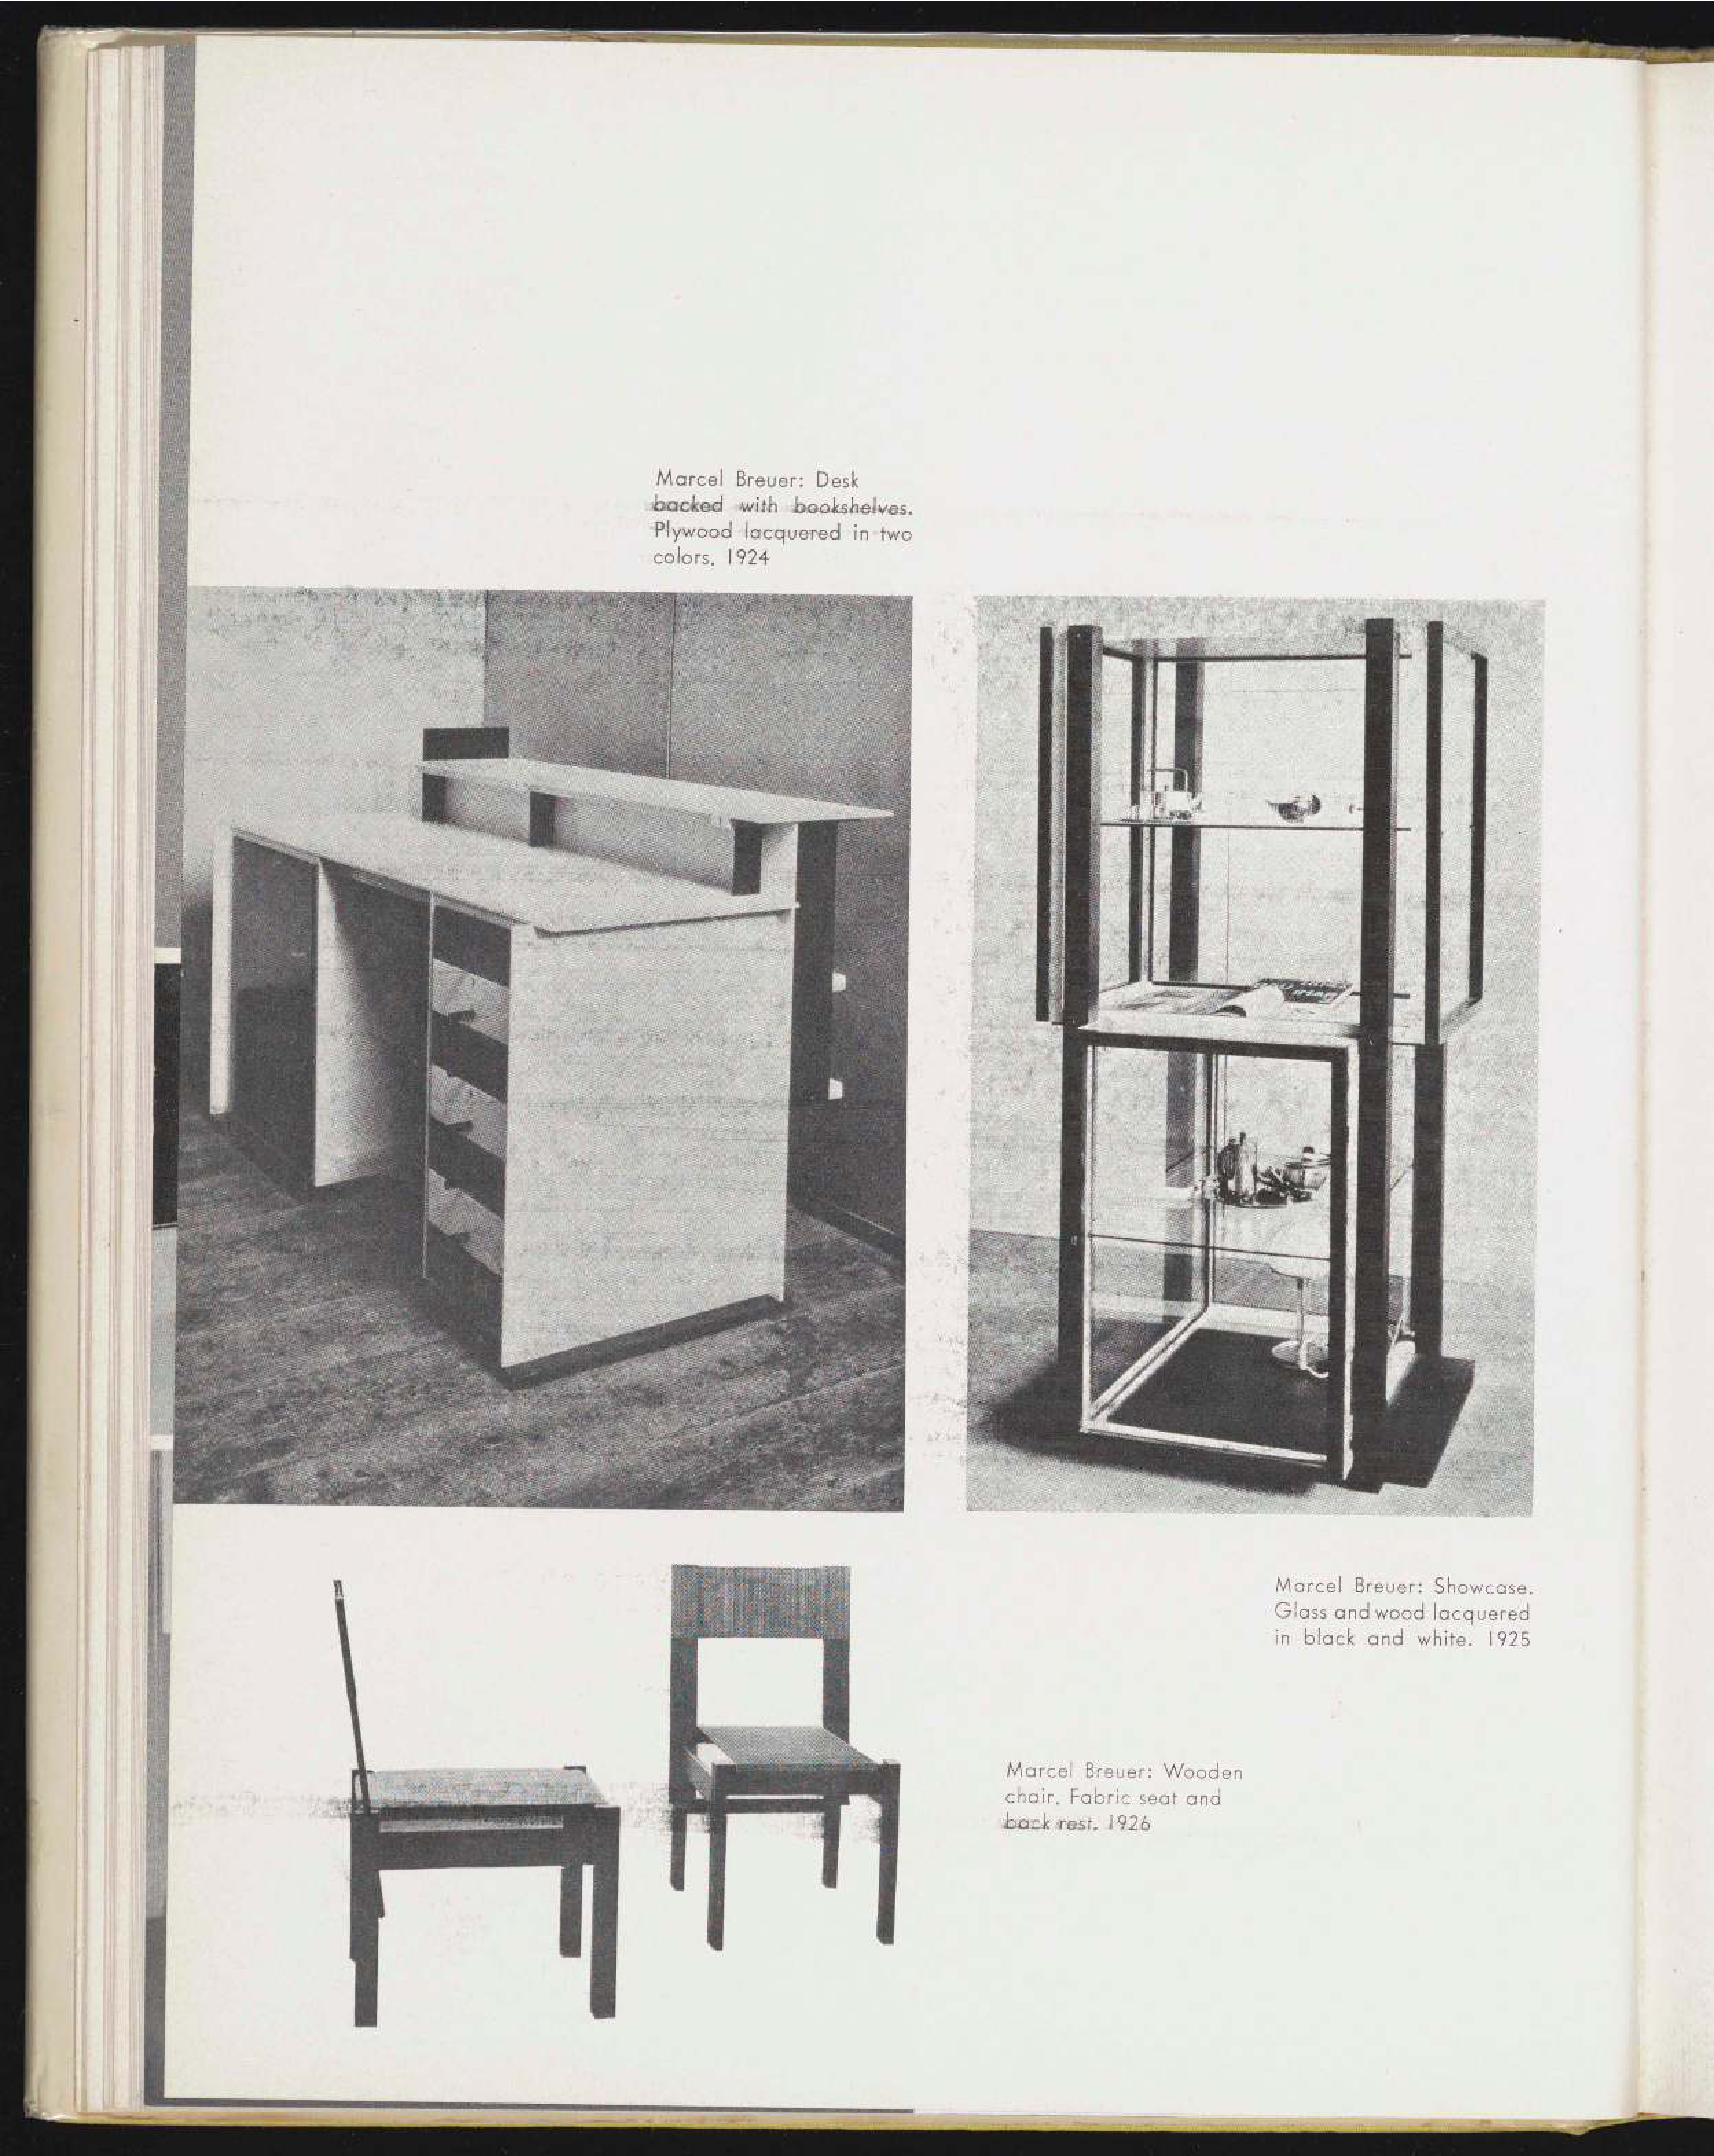 Marcel Breuer: Desk
backed with bookshelves.
Plywood lacquered in two
colors. 1924
Marcel Breuer: Showcase.
Glass and wood lacquered
in black and white. 1925
Marcel Breuer: Wooden
chair. Fabric seat and
back rest. 1926